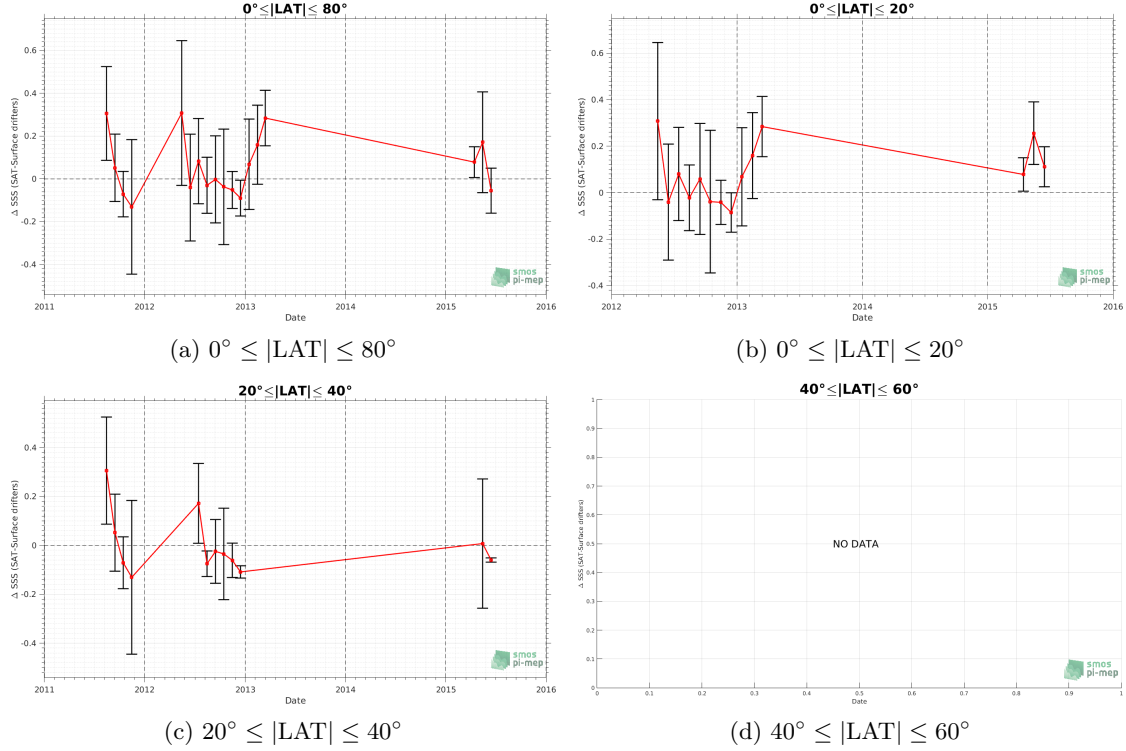 0°≤|LAT|≤ 80°
Δ SSS (SAT-Surface drifters)
0.6
0.4
0.2
0
-0.2
-0.4
2011
2012
2013
2014
2015
2016
Date
smos
pi-mep
(a) 0° ≤ |LAT| ≤ 80°
0°≤|LAT|≤ 20°
Δ SSS (SAT-Surface drifters)
0.6
0.4
0.2
0
-0.2
-0.4
2012
2013
2014
2015
2016
Date
smos
pi-mep
(b) 0° ≤ |LAT| ≤ 20°
20°≤|LAT|≤ 40°
Δ SSS (SAT-Surface drifters)
0.4
0.2
0
-0.2
-0.4
2011
2012
2013
2014
2015
2016
Date
smos
pi-mep
(c) 20° ≤ |LAT| ≤ 40°
40°≤|LAT|≤ 60°
Δ SSS (SAT-Surface drifters)
1
0.9
0.8
0.7
0.6
0.5
0.4
0.3
0.2
0.1
0
NO DATA
0
0.1
0.2
0.3
0.4
0.5
0.6
0.7
0.8
0.9
1
Date
smos
pi-mep
(d) 40° ≤ |LAT| ≤ 60°